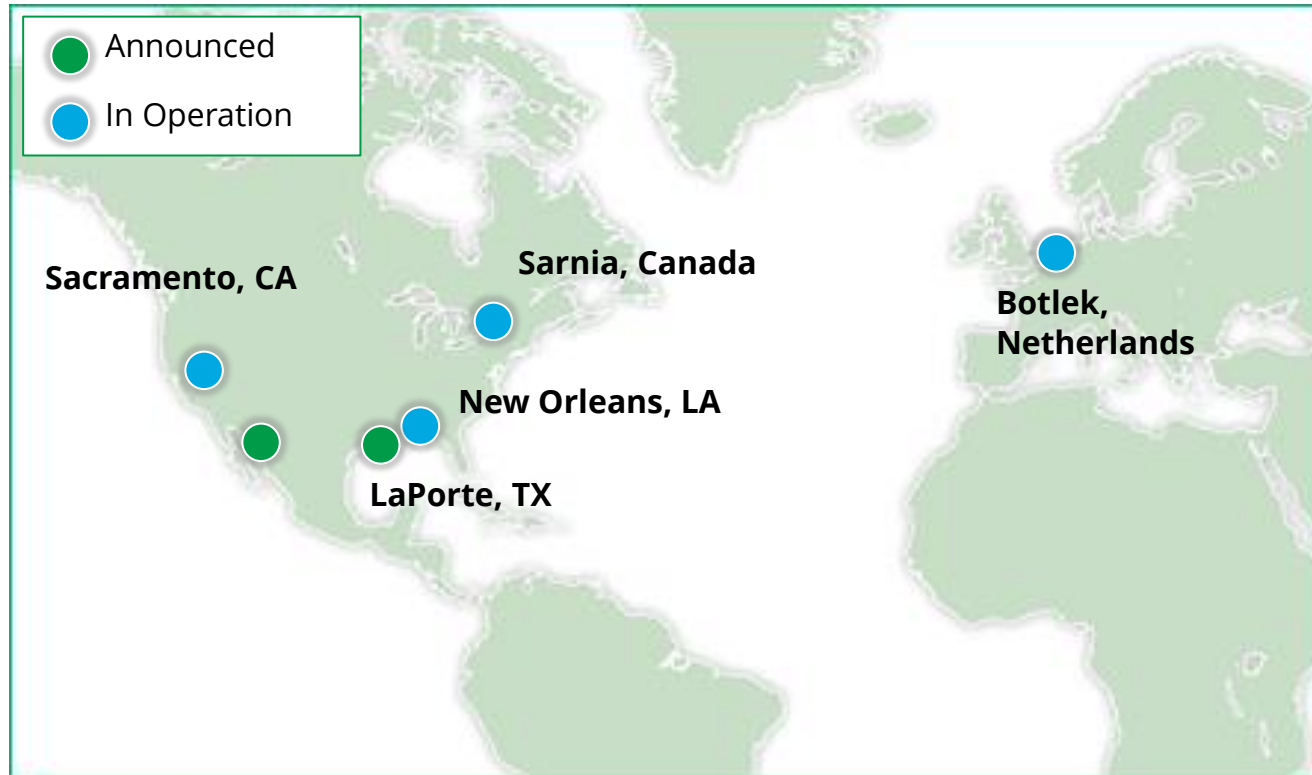 Announced
In Operation
Sacramento, CA
Sarnia, Canada
Botlek,
Netherlands
New Orleans, LA
LaPorte, TX